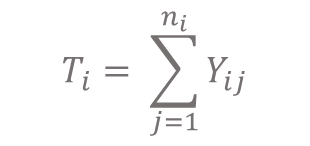 $T_i = \sum_{j=1}^{n_i} Y_{ij}$